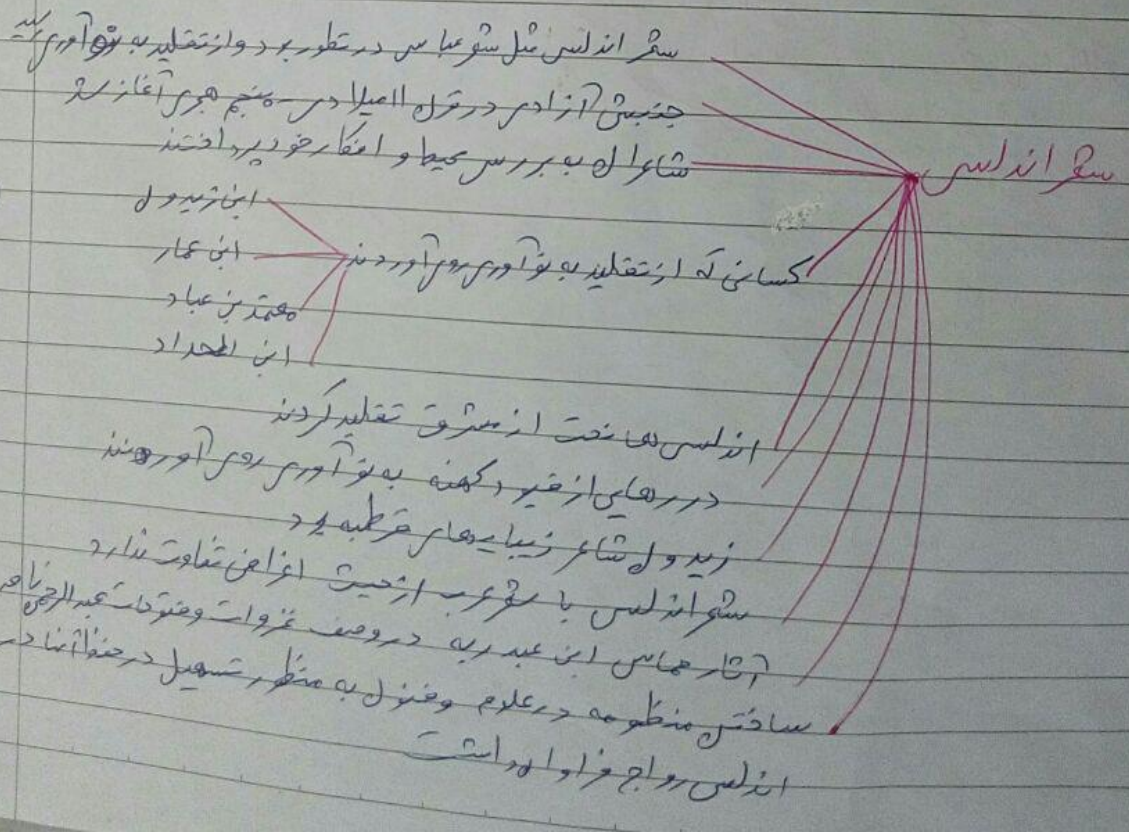 شعر اندلس
شعر اندلس مثل شعر عباسی در تطور بود و از تقلید به نوآوری رسید
جنبش آزادی در قرن ۱۱ میلادی - پنجم هجری آغاز شد
شاعران به بررسی محیط و افکار خود پرداختند
کسانی که از تقلید به نوآوری روی آوردند
ابن زیدون
ابن عمار
معتمد بن عباد
ابن الحداد
اندلسی ها نخست از مشرق تقلید کردند
در رهایی از قیود کهنه به نوآوری روی آوردند
زیدون شاعر زیبایی‌های قرطبه بود
شعر اندلس با شعر عرب از حیث اغراض تفاوت ندارد
آثار حماسی ابن عبد ربه در وصف غزوات و فتوحات عبدالرحمن ناصر
ساختن منظومه در علوم و فنون به منظور تسهیل در حفظ آنها در
اندلس رواج فراوان داشت